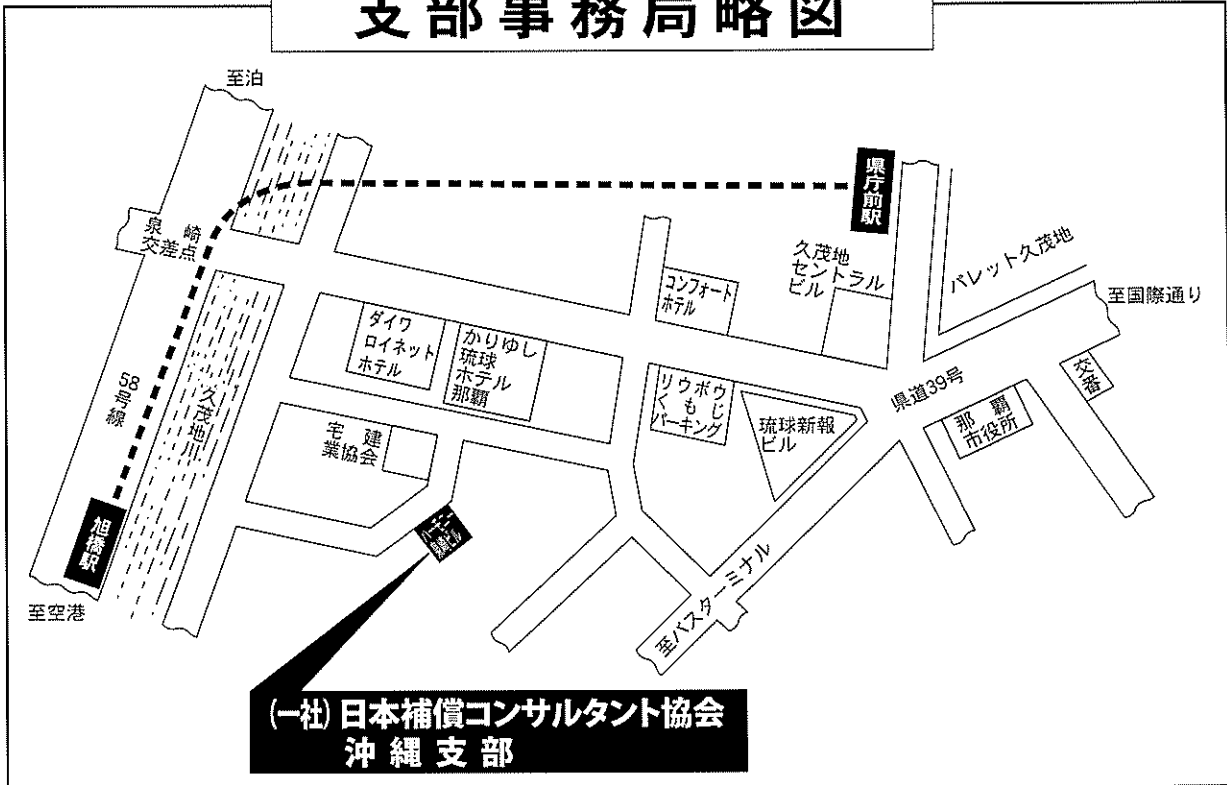 支部事務局略図
至泊
県庁前駅
泉崎
交差点
久茂地
セントラル
ビル
パレット久茂地
至国際通り
コンフォート
ホテル
ダイワ
ロイネット
ホテル
かりゆし
琉球
ホテル
那覇
58号線
久茂地川
リウボウ
くもじ
パーキング
琉球新報
ビル
県道39号
交番
那覇
市役所
宅建
業協会
旭橋駅
至空港
至バスターミナル
(一社)日本補償コンサルタント協会
沖縄支部